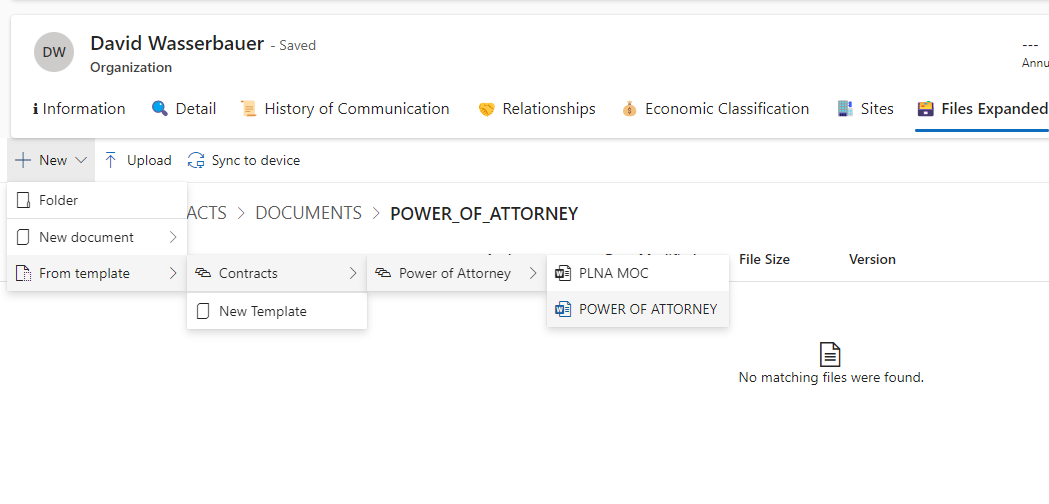 DW
David Wasserbauer - Saved
Organization
---
Annu
Information
Detail
History of Communication
Relationships
Economic Classification
Sites
Files Expanded
New
Upload
Sync to device
Folder
New document
From template
ACTS > DOCUMENTS > POWER_OF_ATTORNEY
Contracts
New Template
Power of Attorney
PLNA MOC
POWER OF ATTORNEY
File Size
Version
No matching files were found.